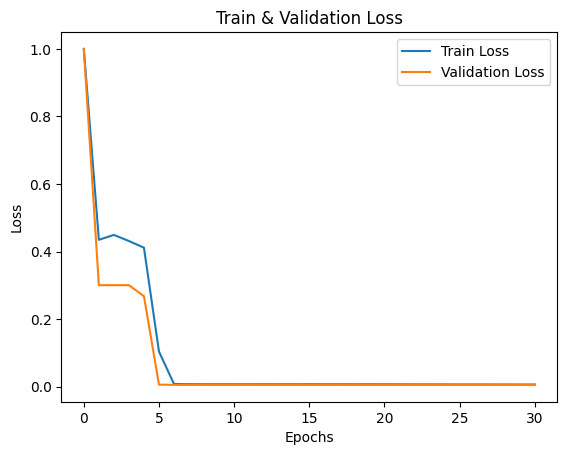 Train & Validation Loss
Train Loss
Validation Loss
Loss
1.0
0.8
0.6
0.4
0.2
0.0
0 5 10 15 20 25 30
Epochs